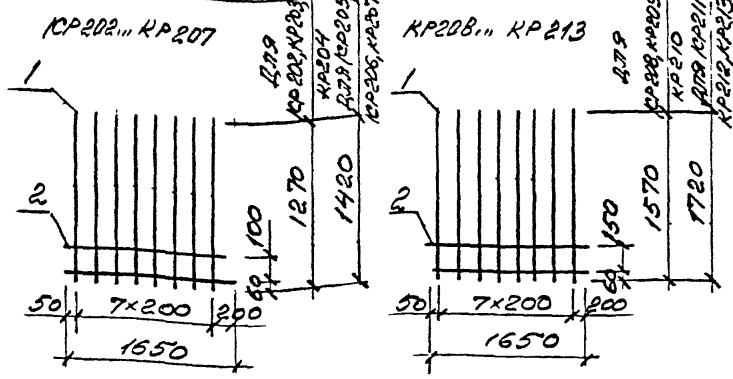 КР202... КР207
Для
КР202, КР203,
КР204
Для КР205,
КР206, КР207
1
2
100
60
1270
1420
50
7×200
200
1650
КР208... КР213
Для
КР208, КР209
КР210
Для КР211
КР212, КР213
1
2
150
60
1570
1720
50
7×200
200
1650